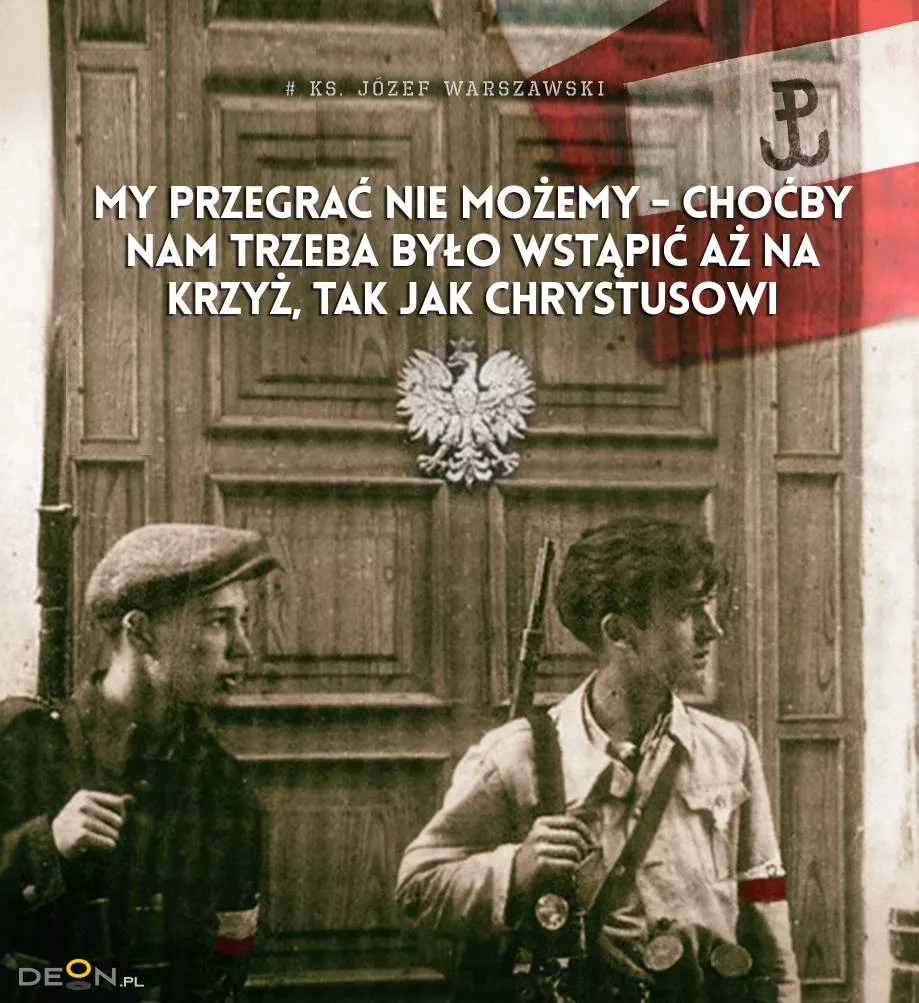 # KS. JÓZEF WARSZAWSKI
MY PRZEGRAĆ NIE MOŻEMY - CHOĆBY
NAM TRZEBA BYŁO WSTĄPIĆ AŻ NA
KRZYŻ, TAK JAK CHRYSTUSOWI
DEON.PL